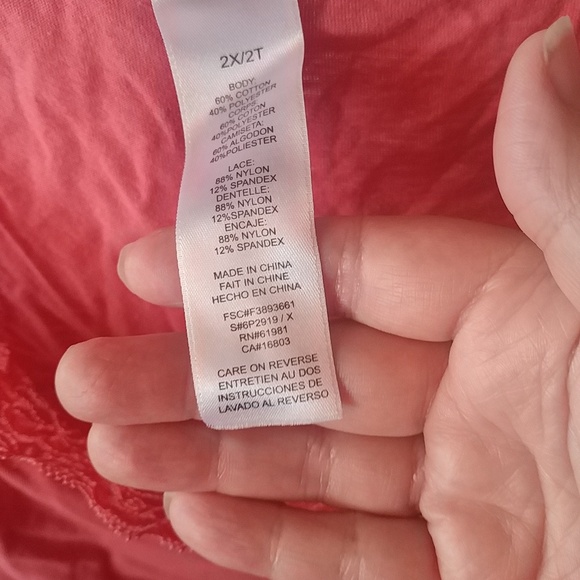 2X/2T
BODY:
60% COTTON
40% POLYESTER
CORPS:
60% COTON
40%POLYESTER
CAMISETA:
60% ALGODON
40%POLIESTER
LACE:
88% NYLON
12% SPANDEX
DENTELLE:
88% NYLON
12%SPANDEX
ENCAJE:
88% NYLON
12% SPANDEX
MADE IN CHINA
FAIT IN CHINE
HECHO EN CHINA
FSC#F3893661
S#6P2919 / X
RN#61981
CA#16803
CARE ON REVERSE
ENTRETIEN AU DOS
INSTRUCCIONES DE
LAVADO AL REVERSO